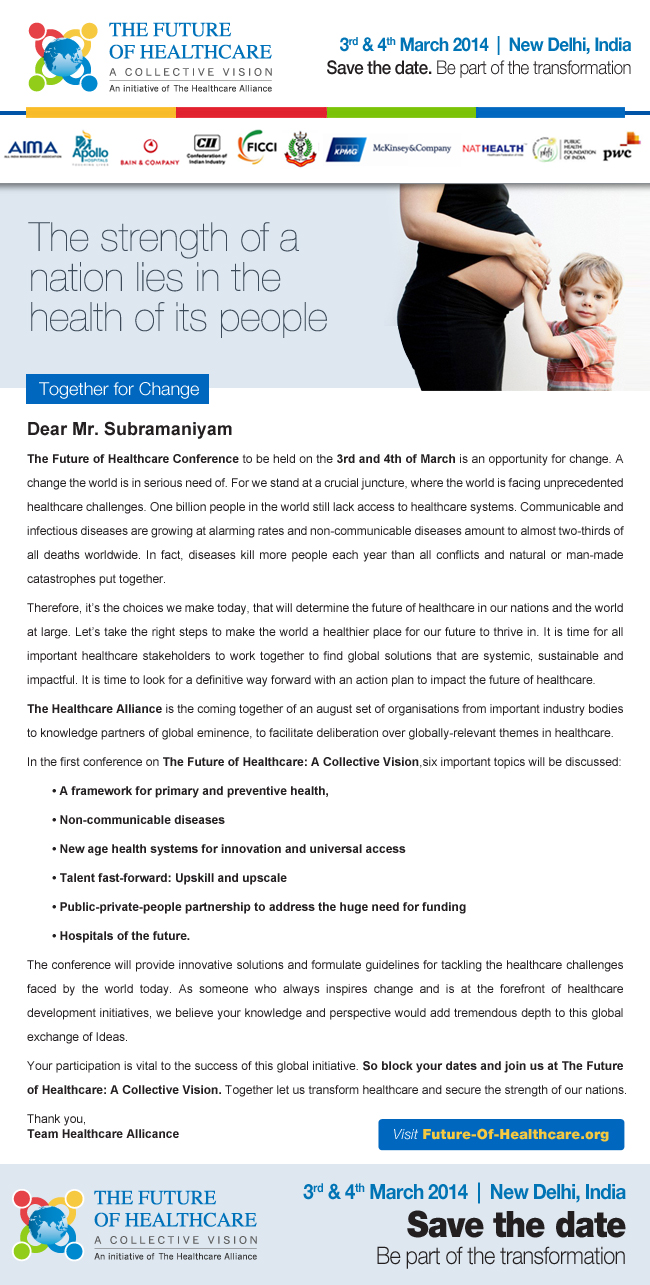 THE FUTURE
OF HEALTHCARE
A COLLECTIVE VISION
An initiative of The Healthcare Alliance
3rd & 4th March 2014 | New Delhi, India
Save the date. Be part of the transformation
AIMA
ALL INDIA MANAGEMENT ASSOCIATION
Apollo
HOSPITALS
TOUCHING LIVES
BAIN & COMPANY
CII
Confederation of
Indian Industry
FICCI
KPMG
McKinsey&Company
NATHEALTH
phfi
PUBLIC
HEALTH
FOUNDATION
OF INDIA
pwc
The strength of a
nation lies in the
health of its people
Together for Change
Dear Mr. Subramaniyam
The Future of Healthcare Conference to be held on the 3rd and 4th of March is an opportunity for change. A
change the world is in serious need of. For we stand at a crucial juncture, where the world is facing unprecedented
healthcare challenges. One billion people in the world still lack access to healthcare systems. Communicable and
infectious diseases are growing at alarming rates and non-communicable diseases amount to almost two-thirds of
all deaths worldwide. In fact, diseases kill more people each year than all conflicts and natural or man-made
catastrophes put together.
Therefore, it's the choices we make today, that will determine the future of healthcare in our nations and the world
at large. Let's take the right steps to make the world a healthier place for our future to thrive in. It is time for all
important healthcare stakeholders to work together to find global solutions that are systemic, sustainable and
impactful. It is time to look for a definitive way forward with an action plan to impact the future of healthcare.
The Healthcare Alliance is the coming together of an august set of organisations from important industry bodies
to knowledge partners of global eminence, to facilitate deliberation over globally-relevant themes in healthcare.
In the first conference on The Future of Healthcare: A Collective Vision,six important topics will be discussed:
• A framework for primary and preventive health,
• Non-communicable diseases
• New age health systems for innovation and universal access
• Talent fast-forward: Upskill and upscale
• Public-private-people partnership to address the huge need for funding
• Hospitals of the future.
The conference will provide innovative solutions and formulate guidelines for tackling the healthcare challenges
faced by the world today. As someone who always inspires change and is at the forefront of healthcare
development initiatives, we believe your knowledge and perspective would add tremendous depth to this global
exchange of Ideas.
Your participation is vital to the success of this global initiative. So block your dates and join us at The Future
of Healthcare: A Collective Vision. Together let us transform healthcare and secure the strength of our nations.
Thank you,
Team Healthcare Allicance
Visit Future-Of-Healthcare.org
THE FUTURE
OF HEALTHCARE
A COLLECTIVE VISION
An initiative of The Healthcare Alliance
3rd & 4th March 2014 | New Delhi, India
Save the date
Be part of the transformation